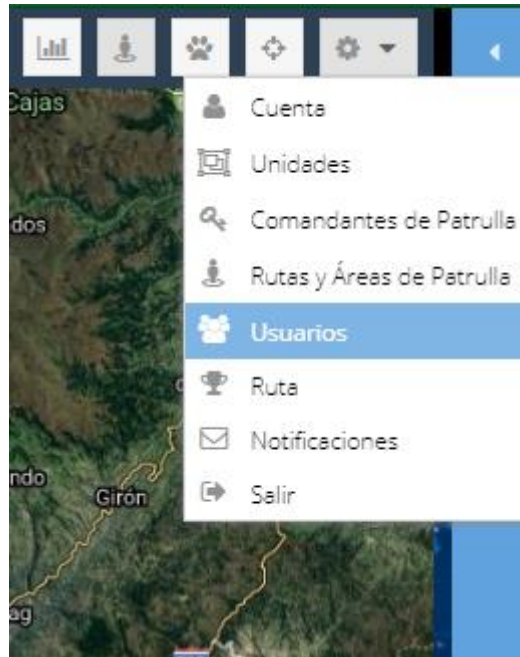 Cajas
dos
Cuenta
Unidades
Comandantes de Patrulla
Rutas y Áreas de Patrulla
Usuarios
Ruta
Notificaciones
ndo
Girón
Salir
ag